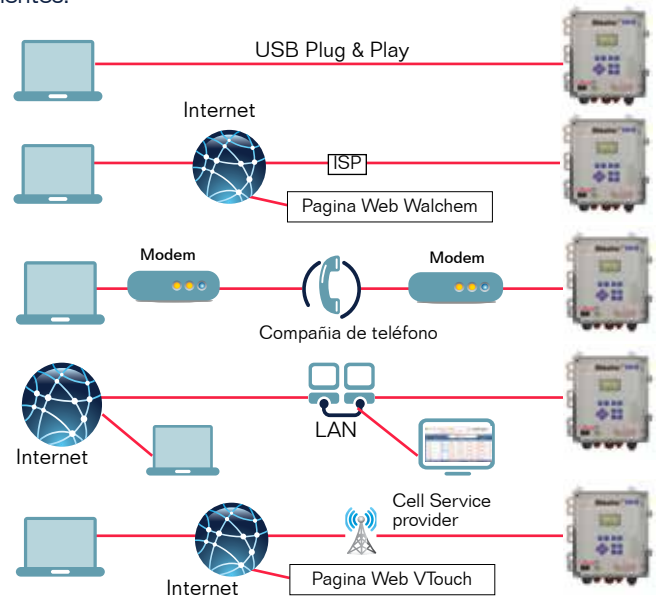 USB Plug & Play
Internet
ISP
Pagina Web Walchem
Modem
Modem
Compañia de teléfono
LAN
Internet
Cell Service
provider
Internet
Pagina Web VTouch